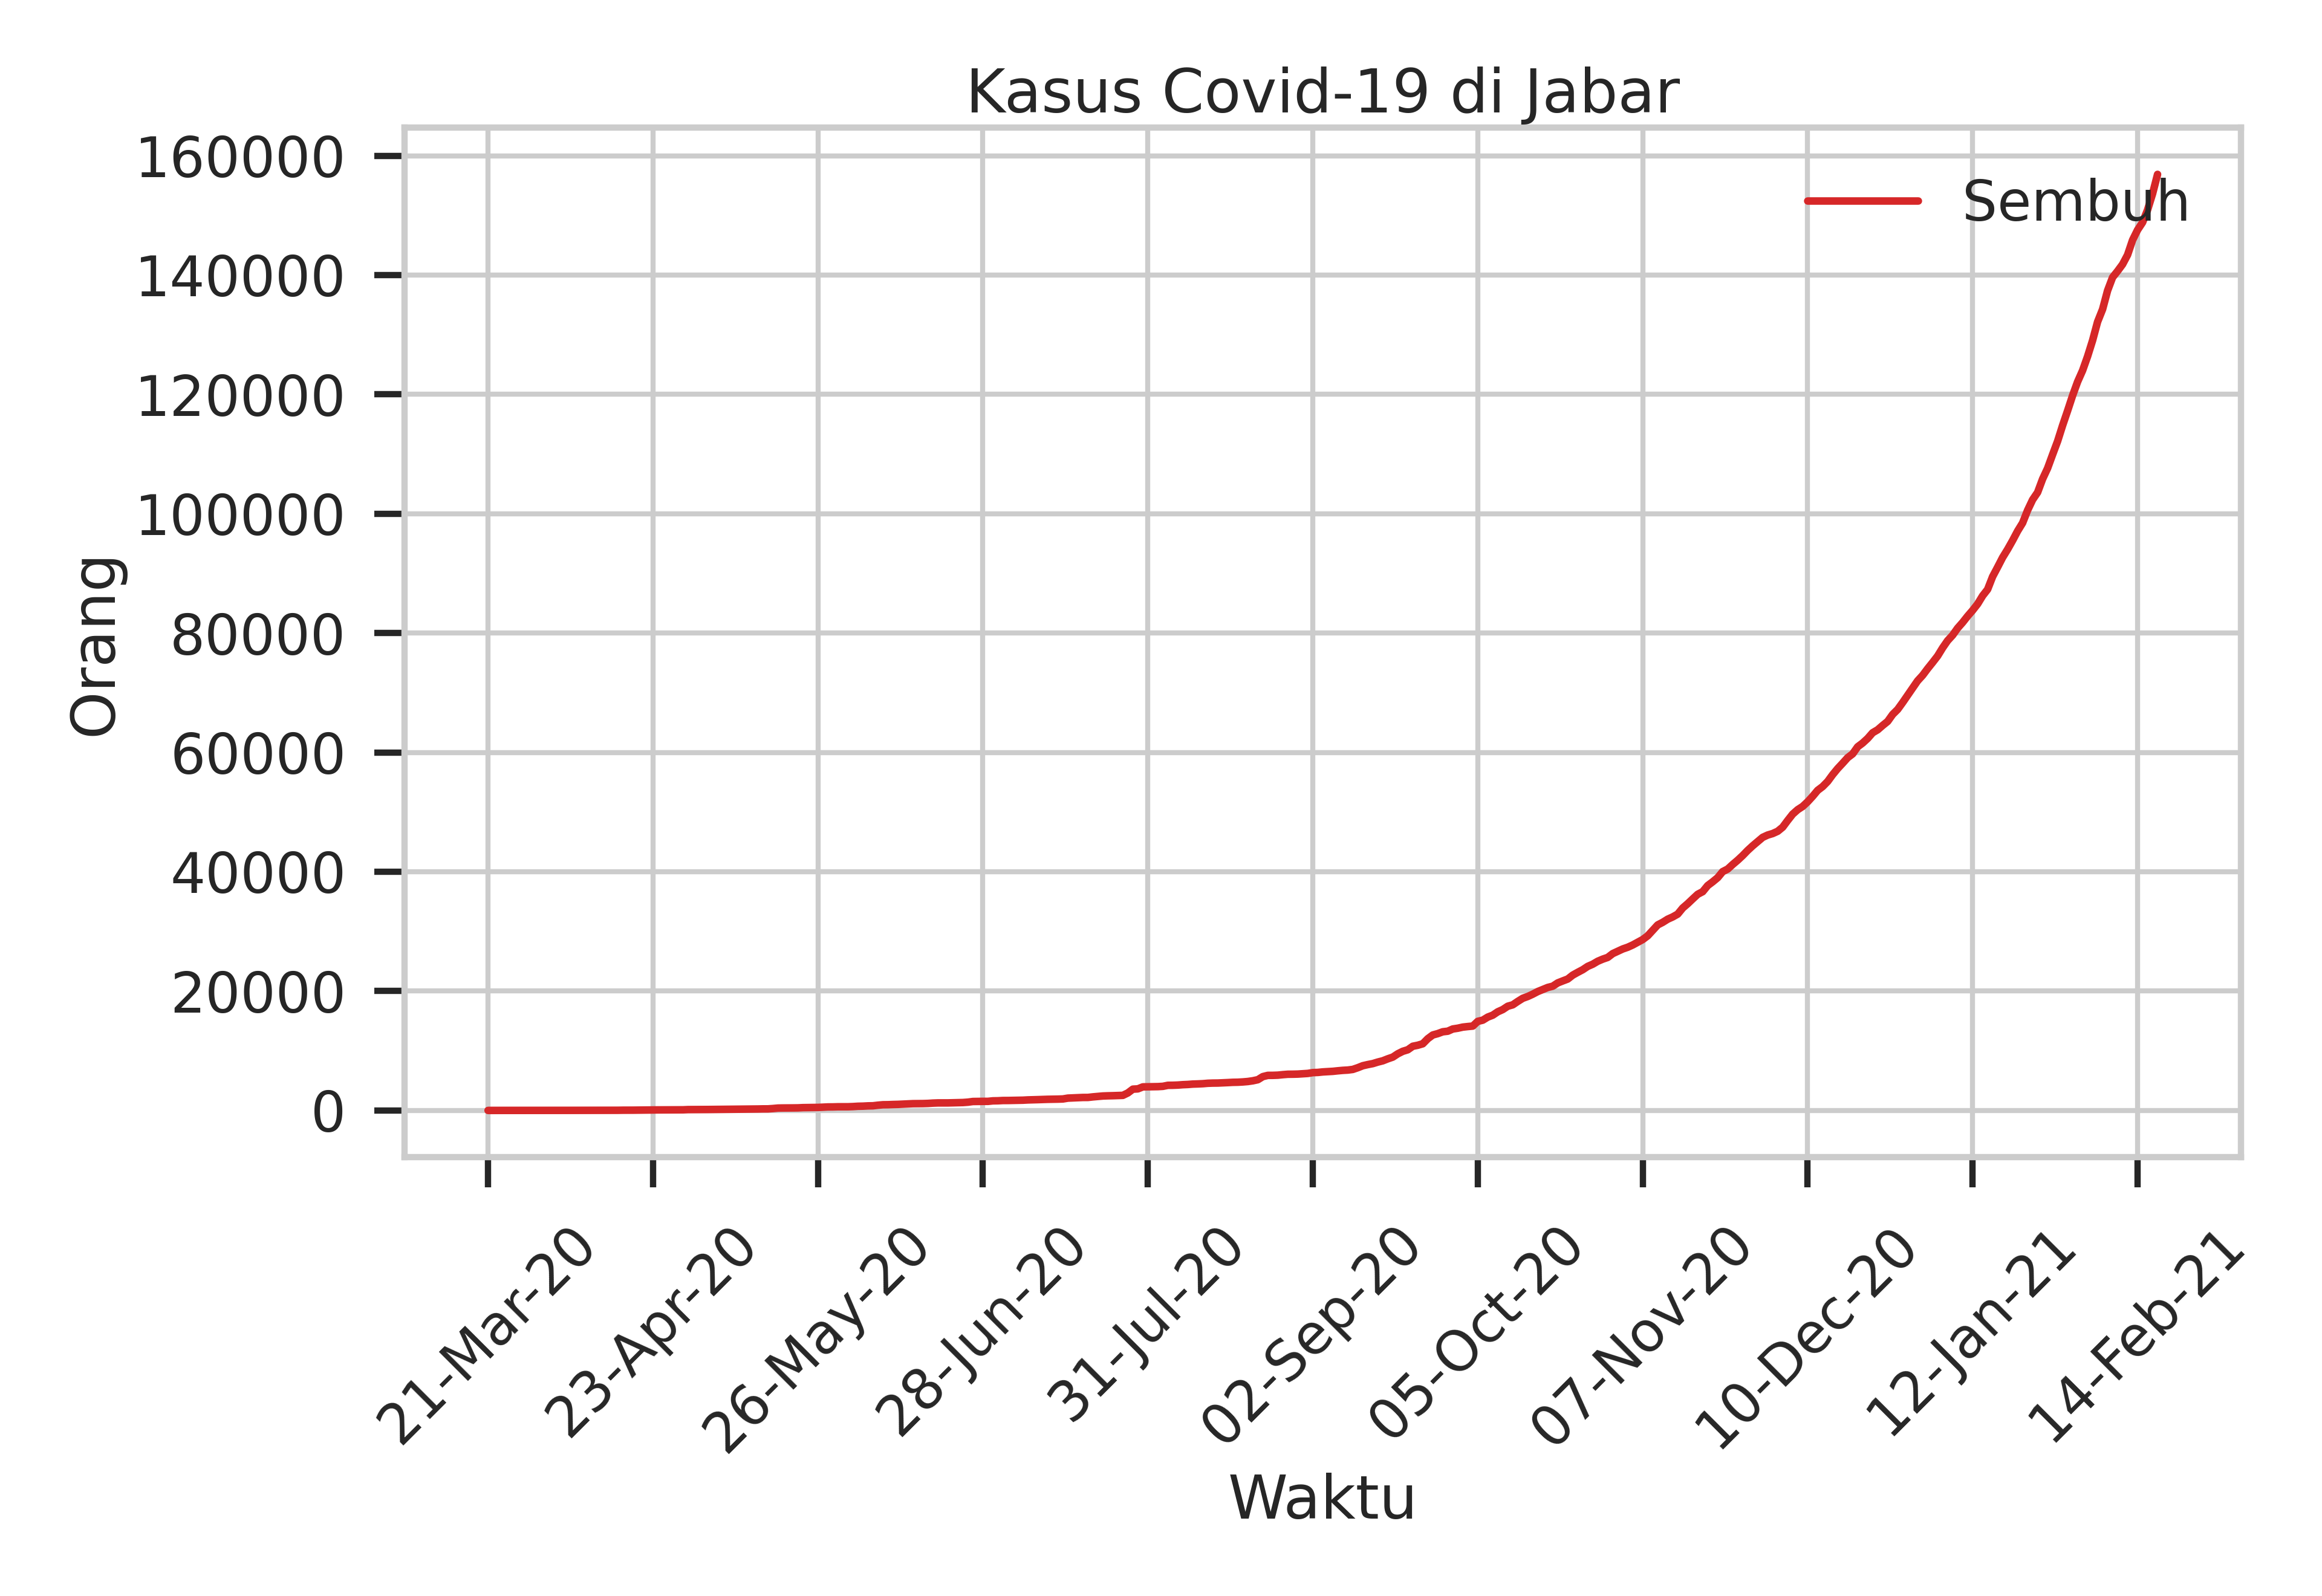 Kasus Covid-19 di Jabar
Sembuh
160000
140000
120000
100000
80000
60000
40000
20000
0
Orang
21-Mar-20
23-Apr-20
26-May-20
28-Jun-20
31-Jul-20
02-Sep-20
05-Oct-20
07-Nov-20
10-Dec-20
12-Jan-21
14-Feb-21
Waktu